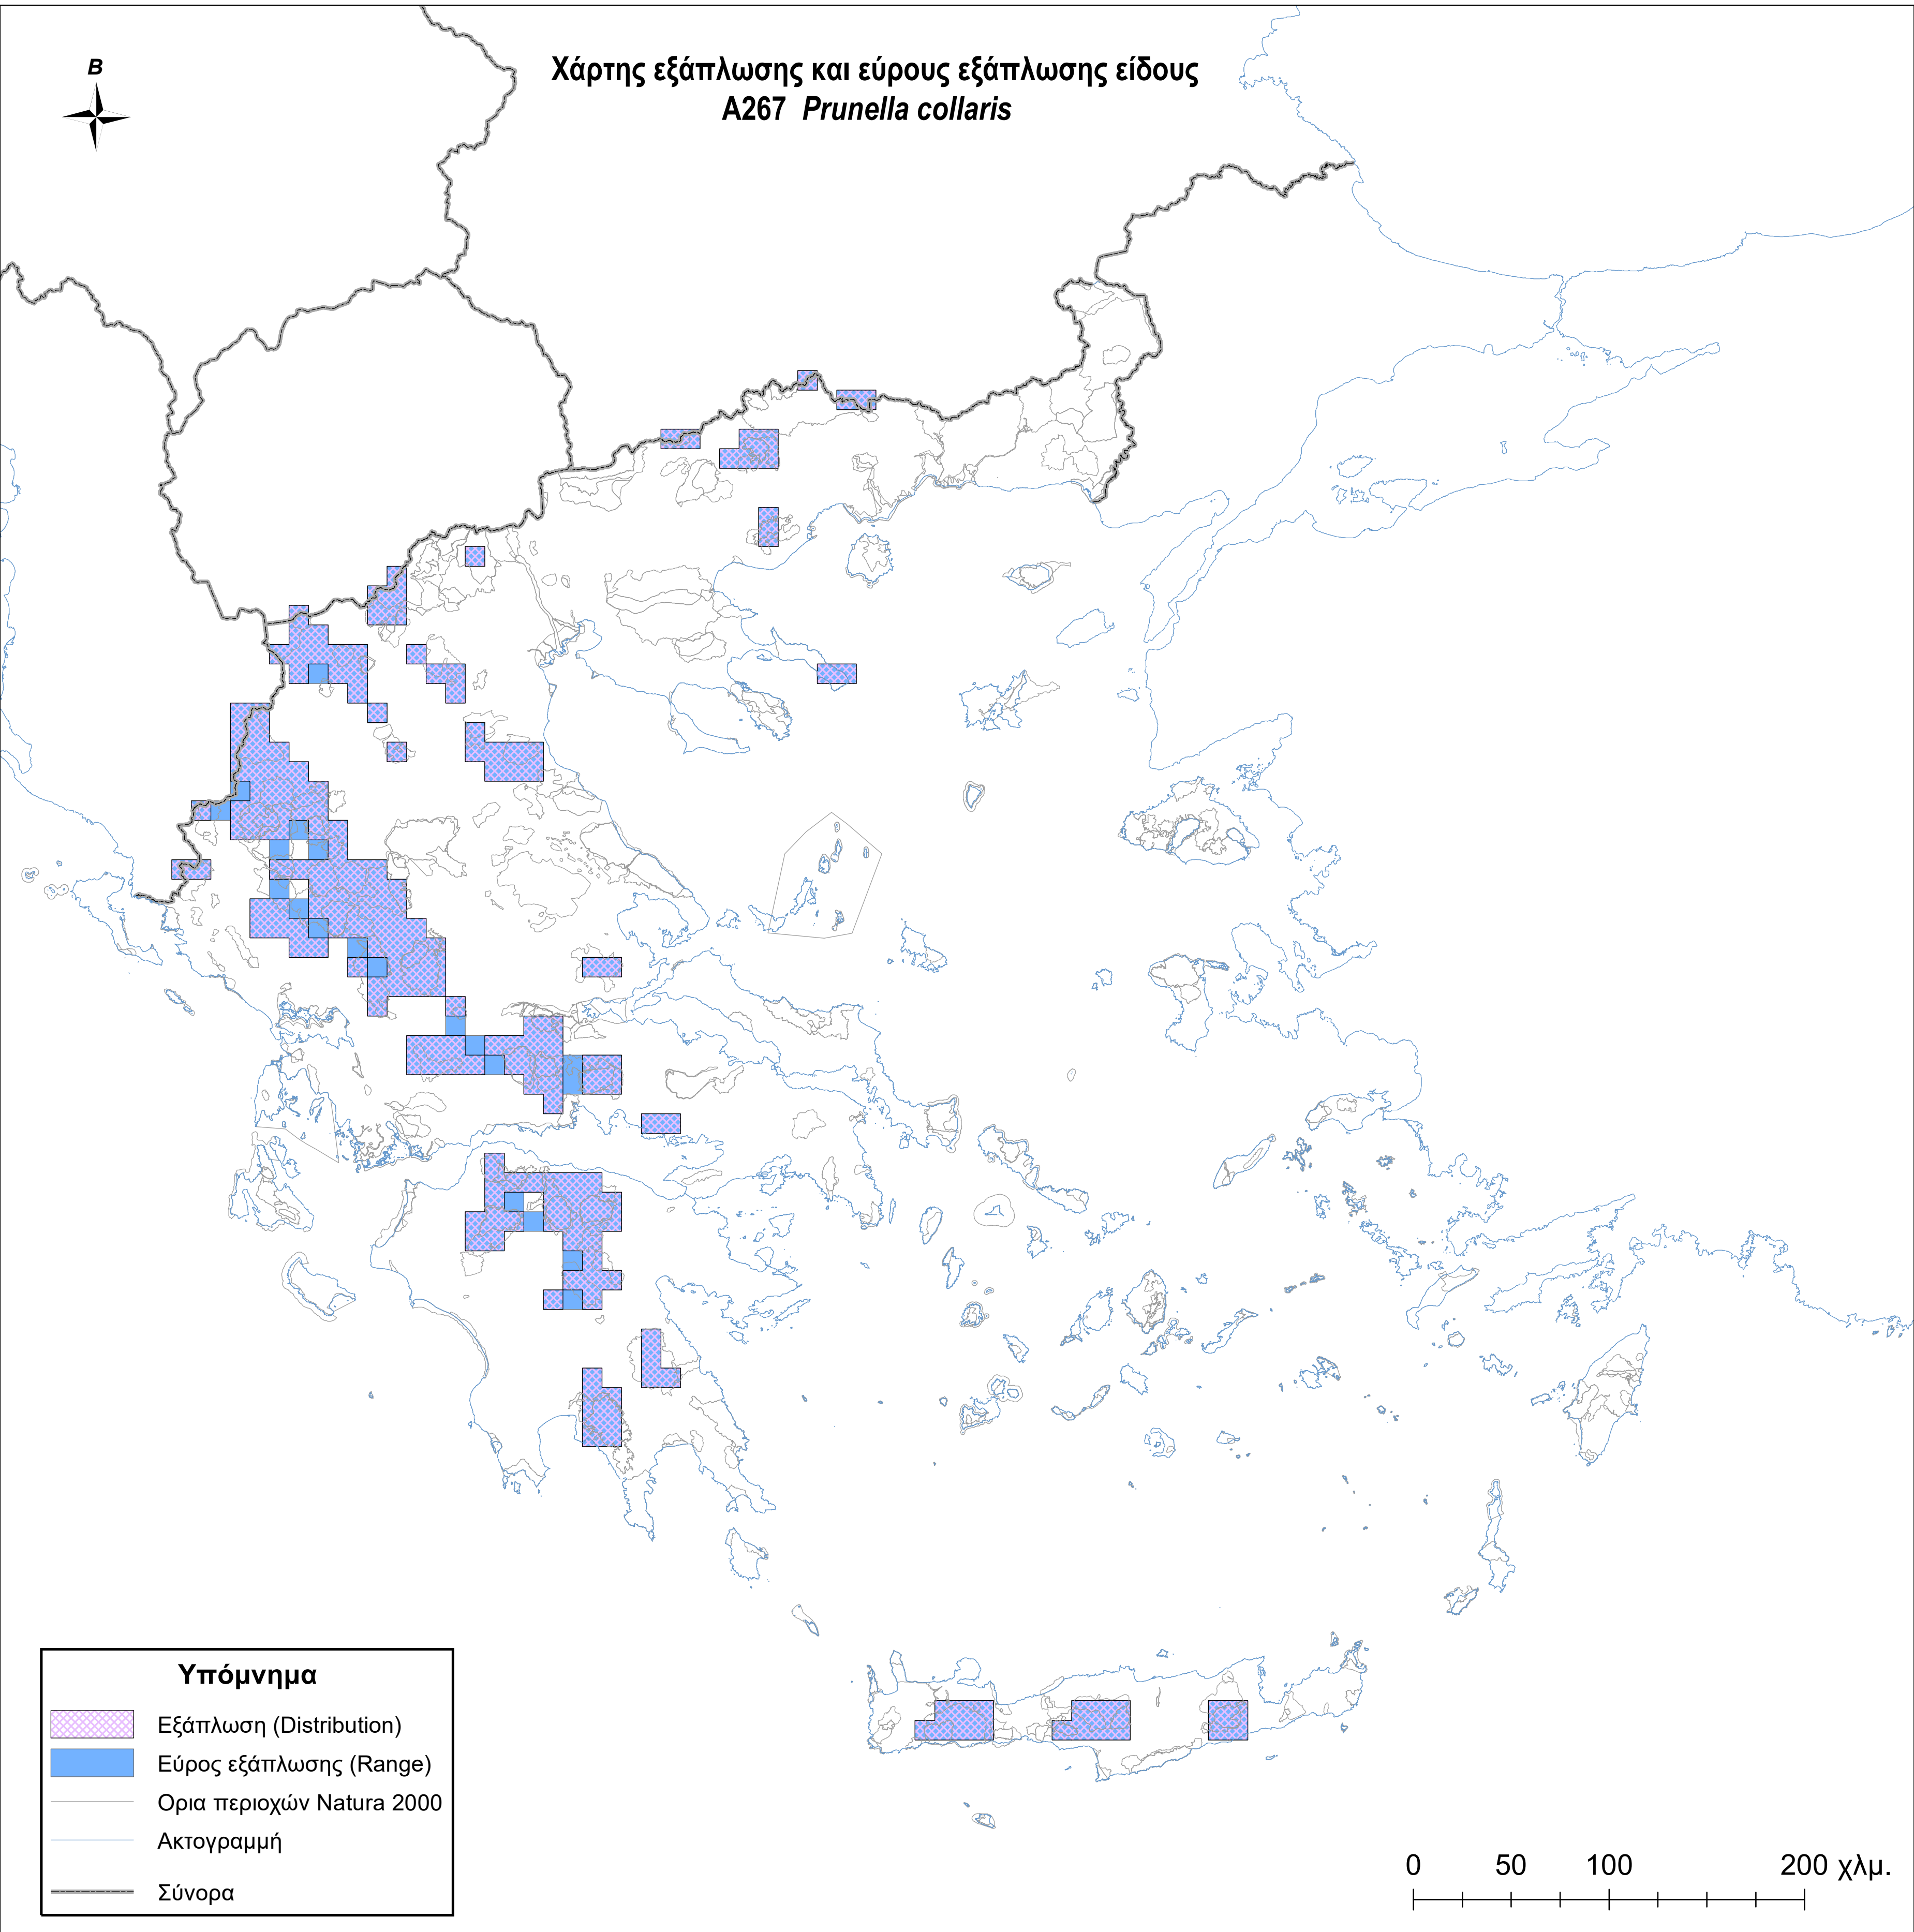 Χάρτης εξάπλωσης και εύρους εξάπλωσης είδους
A267 Prunella collaris
B
Υπόμνημα
Εξάπλωση (Distribution)
Εύρος εξάπλωσης (Range)
Ορια περιοχών Natura 2000
Ακτογραμμή
Σύνορα
0 50 100 200 χλμ.